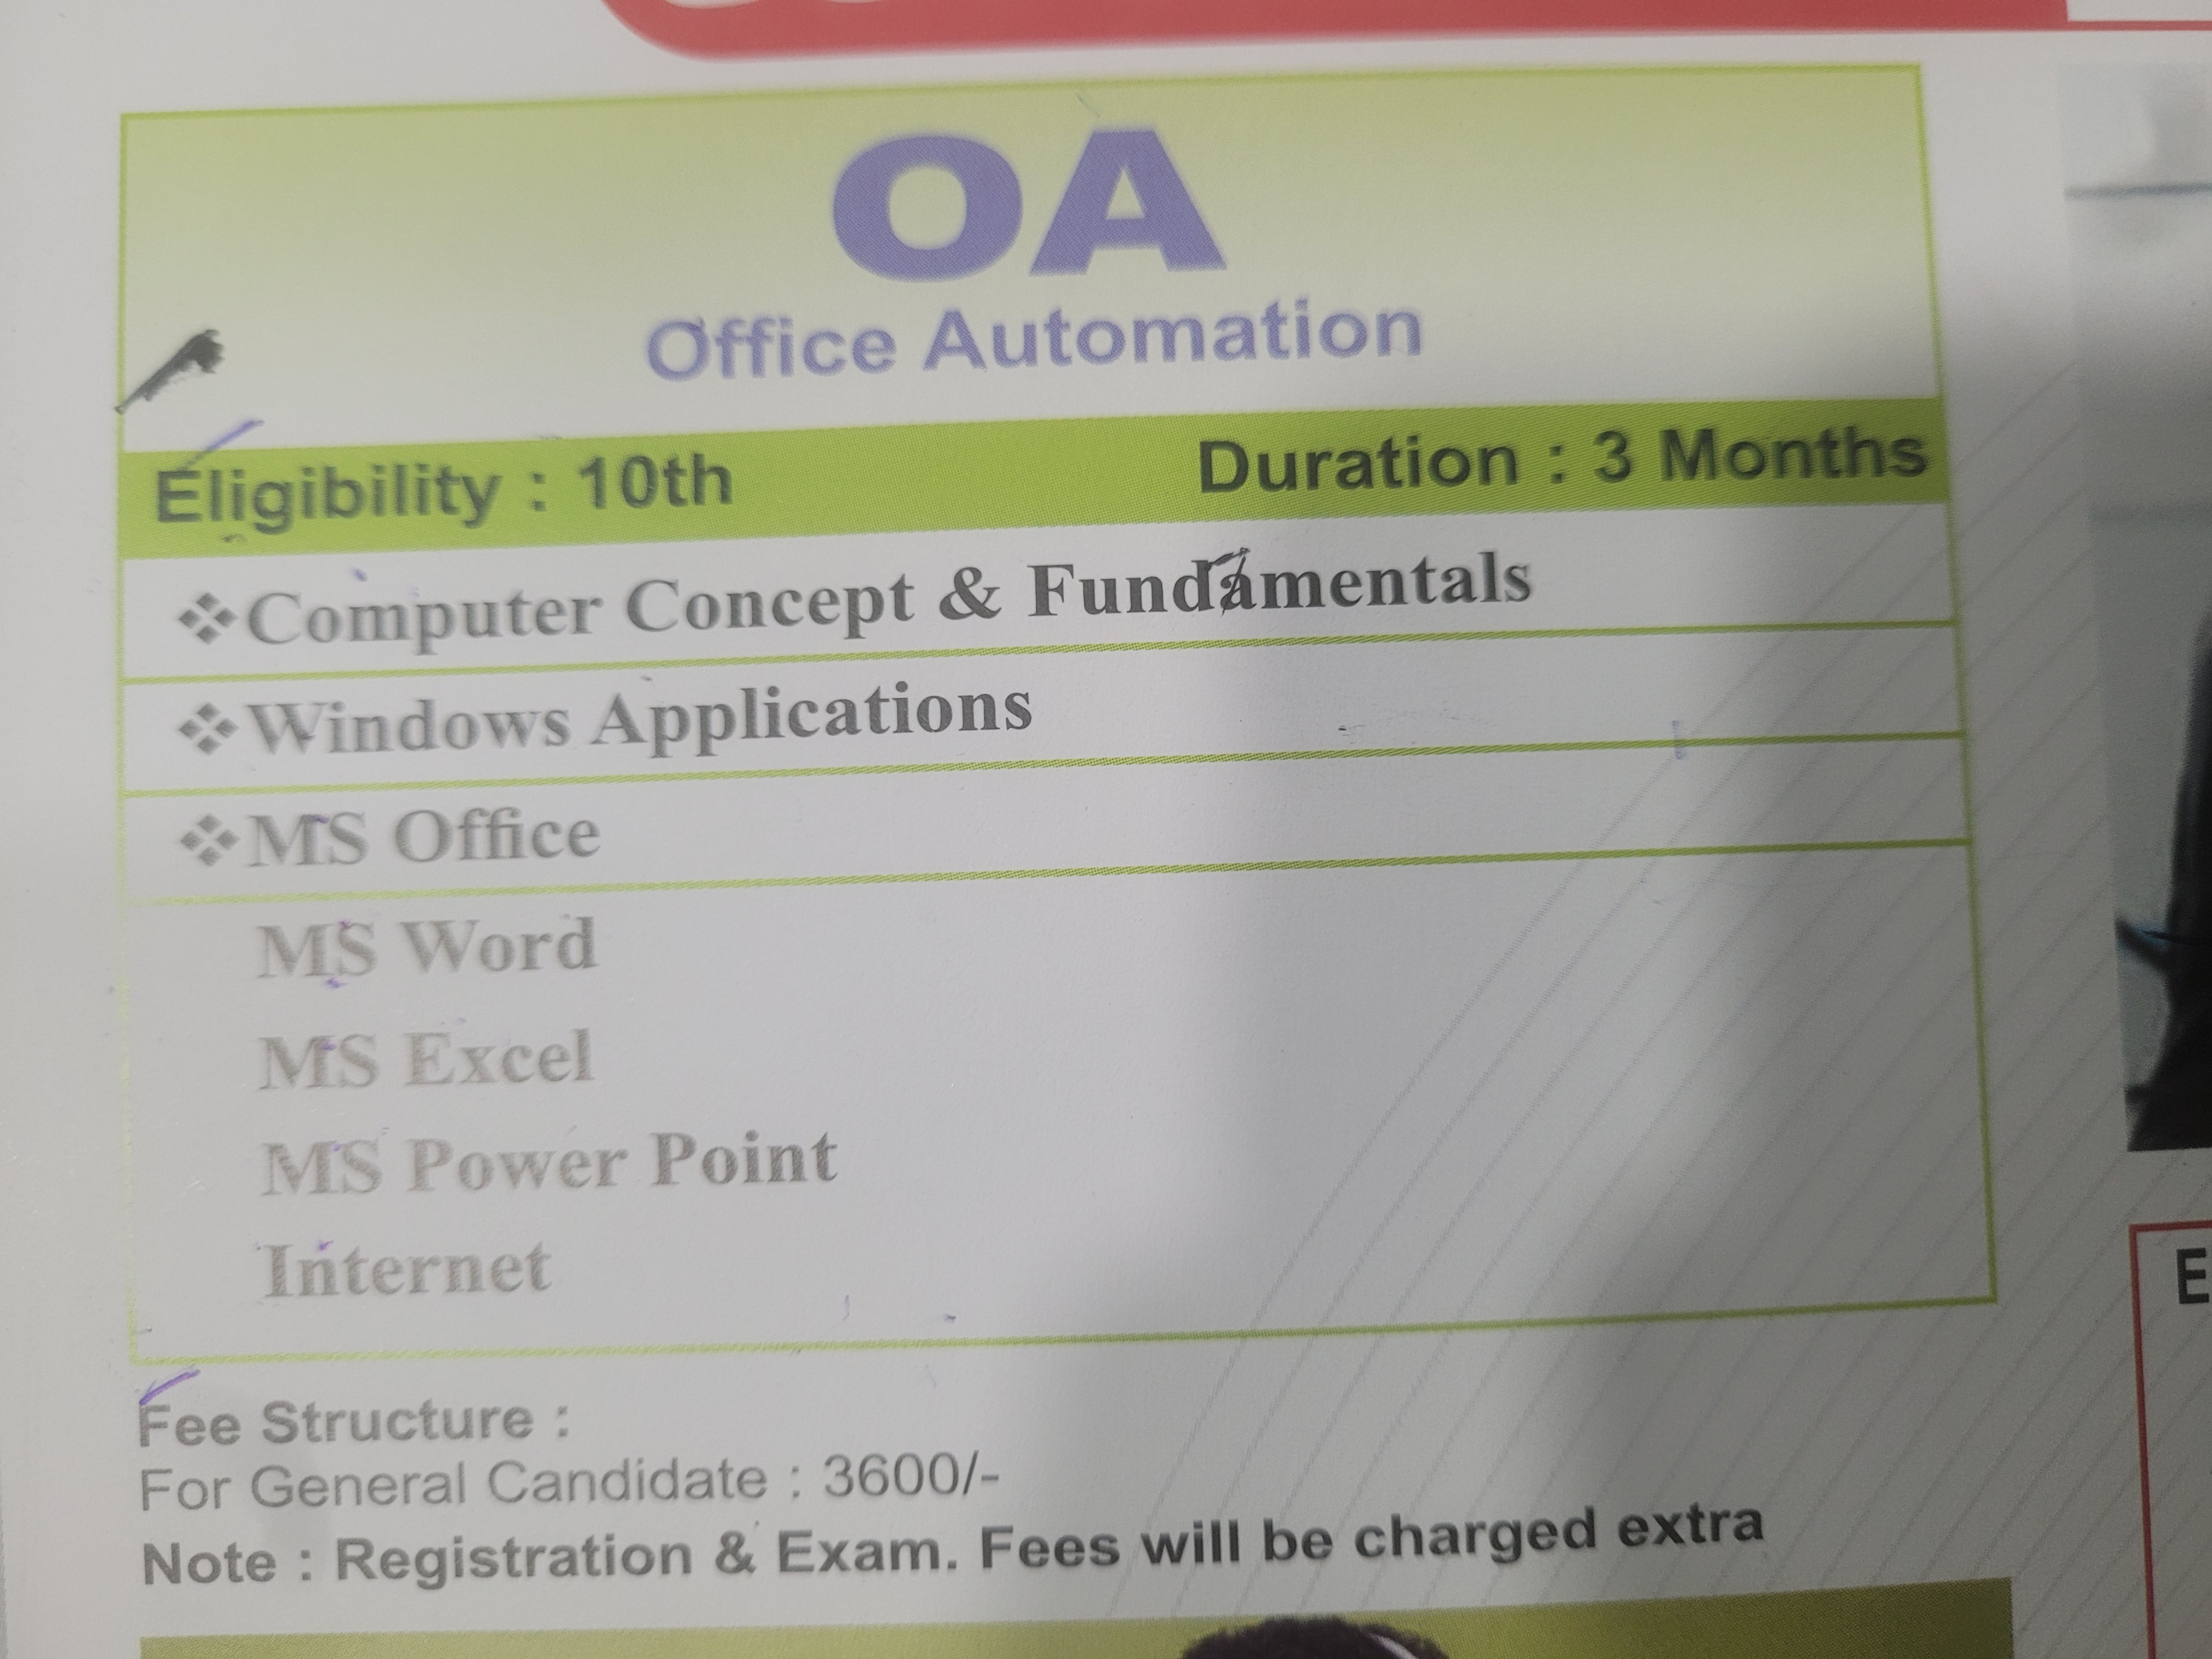 OA
Office Automation
Eligibility : 10th Duration : 3 Months
❖Computer Concept & Fundamentals
❖Windows Applications
❖MS Office
MS Word
MS Excel
MS Power Point
Internet
Fee Structure :
For General Candidate : 3600/-
Note : Registration & Exam. Fees will be charged extra
E